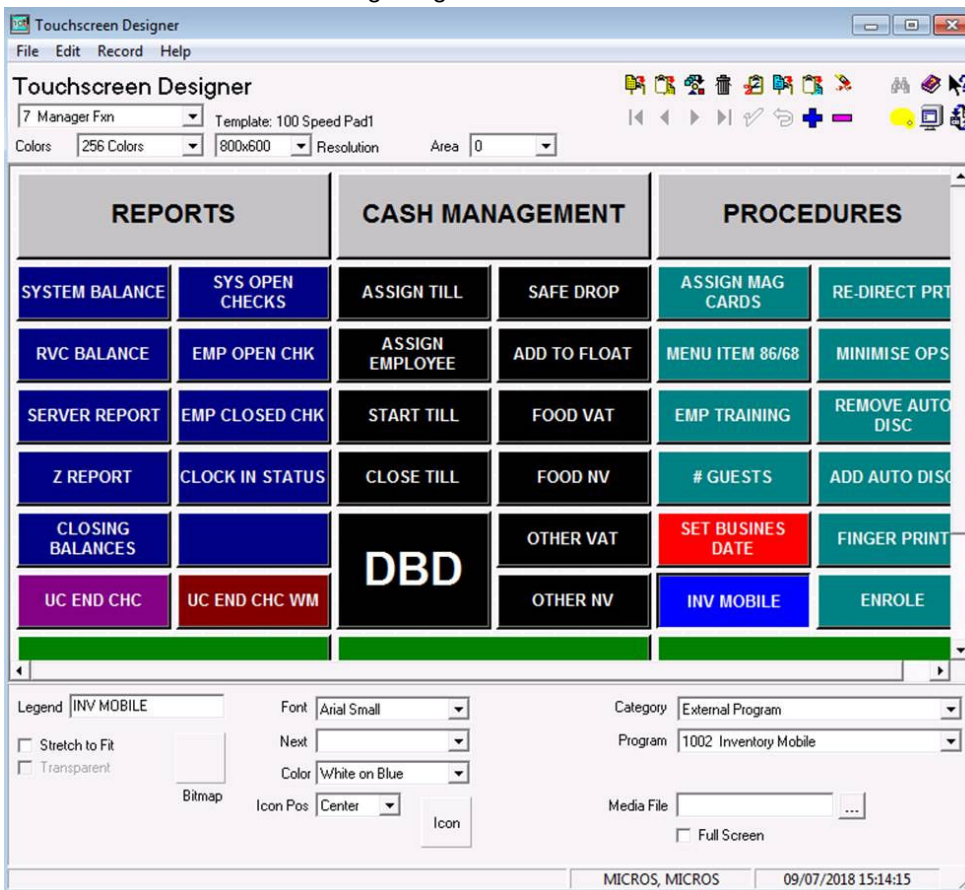 Touchscreen Designer
File Edit Record Help
Touchscreen Designer
7 Manager Fxn Template: 100 Speed Pad1
Colors 256 Colors 800x600 Resolution Area 0
REPORTS CASH MANAGEMENT PROCEDURES
SYSTEM BALANCE SYS OPEN CHECKS ASSIGN TILL SAFE DROP ASSIGN MAG CARDS RE-DIRECT PRT
RVC BALANCE EMP OPEN CHK ASSIGN EMPLOYEE ADD TO FLOAT MENU ITEM 86/68 MINIMISE OPS
SERVER REPORT EMP CLOSED CHK START TILL FOOD VAT EMP TRAINING REMOVE AUTO DISC
Z REPORT CLOCK IN STATUS CLOSE TILL FOOD NV # GUESTS ADD AUTO DISC
CLOSING BALANCES DBD OTHER VAT SET BUSINES DATE FINGER PRINT
UC END CHC UC END CHC WM OTHER NV INV MOBILE ENROLE
Legend INV MOBILE Font Arial Small Category External Program
Stretch to Fit Next Program 1002 Inventory Mobile
Transparent Color White on Blue
Bitmap Icon Pos Center Icon Media File ...
Full Screen
MICROS, MICROS 09/07/2018 15:14:15